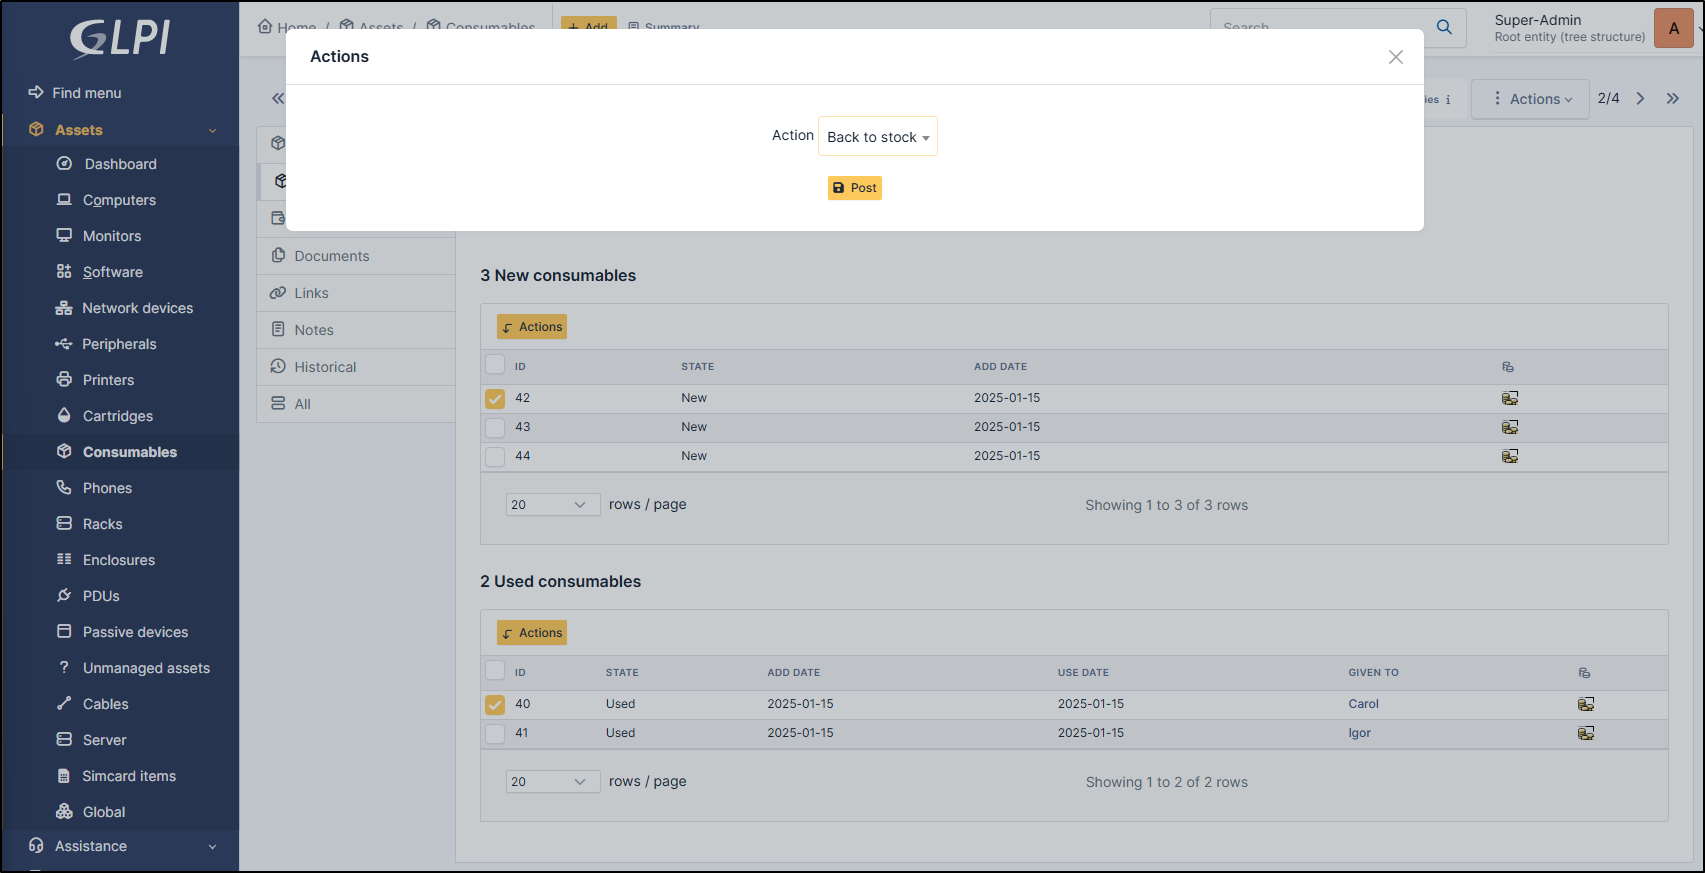 GLPI
Home / Assets / Consumables
Add
Summary
Search
Super-Admin
Root entity (tree structure)
A
Find menu
Assets
Dashboard
Computers
Monitors
Software
Network devices
Peripherals
Printers
Cartridges
Consumables
Phones
Racks
Enclosures
PDUs
Passive devices
Unmanaged assets
Cables
Server
Simcard items
Global
Assistance
Actions
Action Back to stock
Post
Actions 2/4
Documents
Links
Notes
Historical
All
3 New consumables
Actions
ID STATE ADD DATE
42 New 2025-01-15
43 New 2025-01-15
44 New 2025-01-15
20 rows / page Showing 1 to 3 of 3 rows
2 Used consumables
Actions
ID STATE ADD DATE USE DATE GIVEN TO
40 Used 2025-01-15 2025-01-15 Carol
41 Used 2025-01-15 2025-01-15 Igor
20 rows / page Showing 1 to 2 of 2 rows